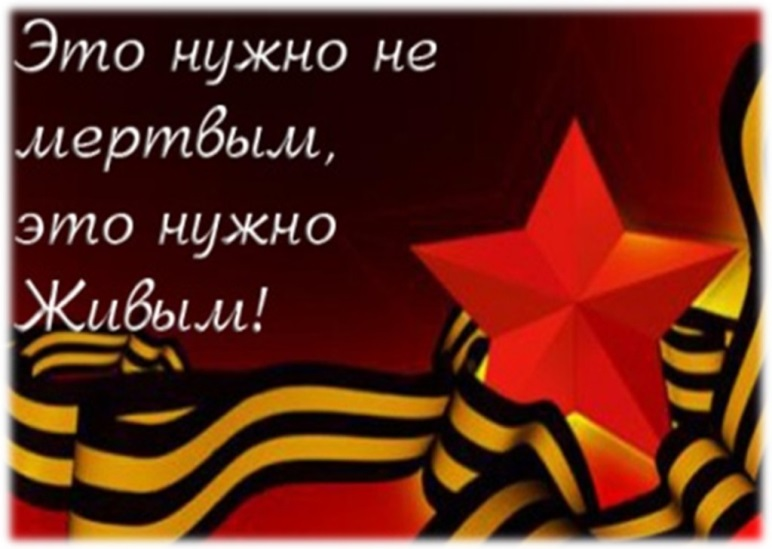 Это нужно не
мертвым,
это нужно
Живым!